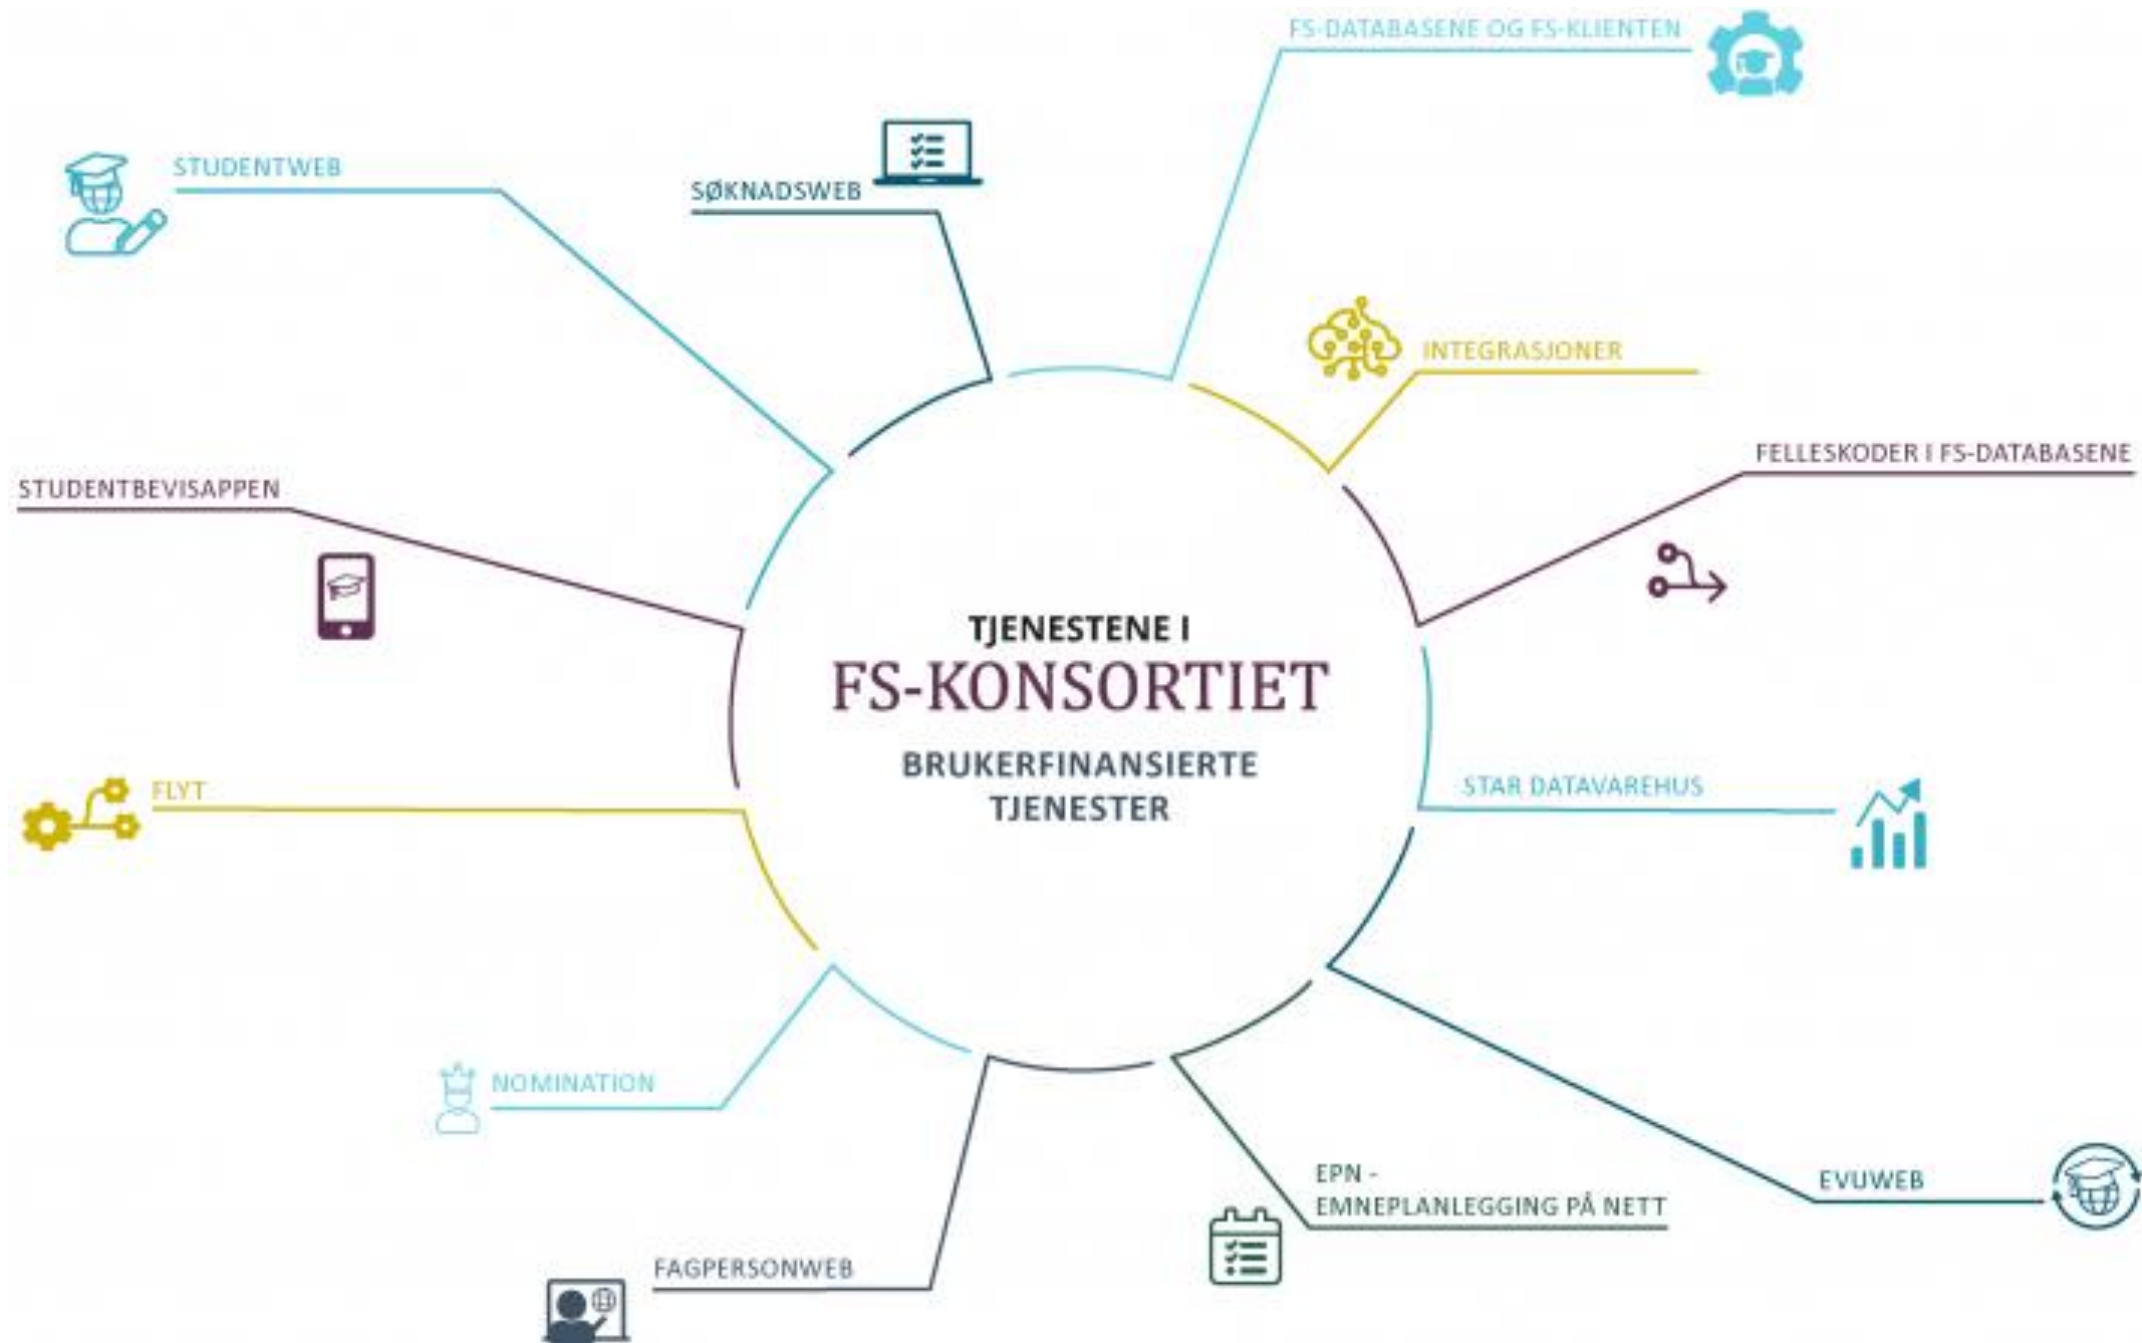 FS-DATABASENE OG FS-KLIENTEN
STUDENTWEB
SØKNADSWEB
INTEGRASJONER
FELLESKODER I FS-DATABASENE
STUDENTBEVISAPPEN
TJENESTENE I
FS-KONSORTIET
BRUKERFINANSIERTE
TJENESTER
FLYT
STAR DATAVAREHUS
NOMINATION
EPN -
EMNEPLANLEGGING PÅ NETT
EVUWEB
FAGPERSONWEB